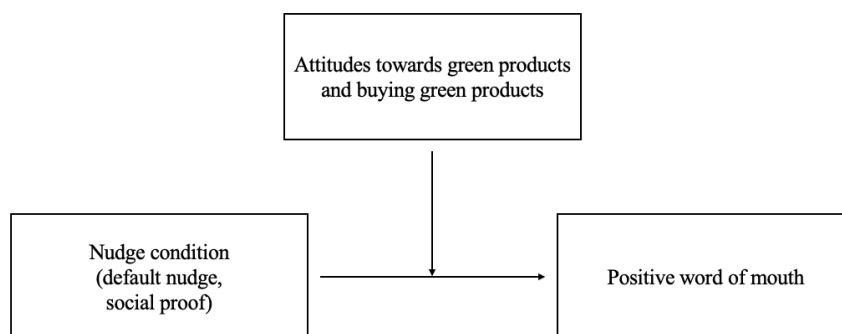 Attitudes towards green products
and buying green products
Nudge condition
(default nudge,
social proof)
Positive word of mouth